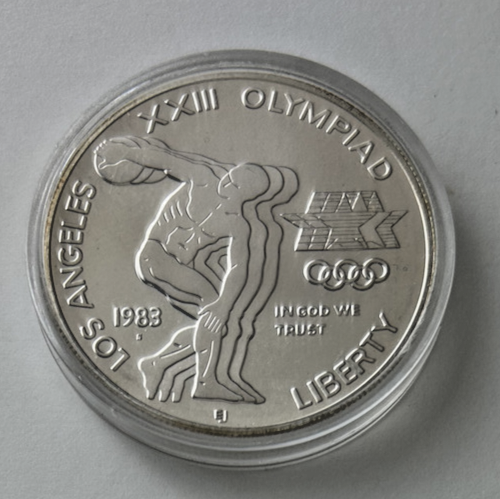 LOS ANGELES XXIII OLYMPIAD
1983
S
IN GOD WE
TRUST
LIBERTY
EJ